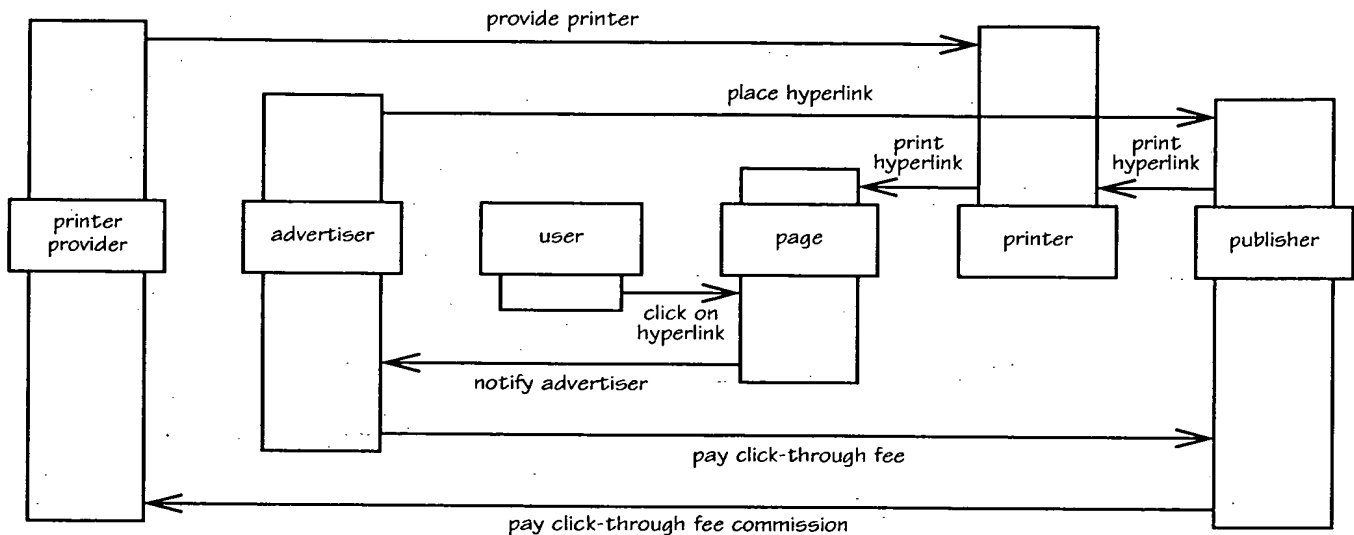 provide printer
place hyperlink
print
hyperlink
print
hyperlink
printer
provider
advertiser
user
page
printer
publisher
click on
hyperlink
notify advertiser
pay click-through fee
pay click-through fee commission